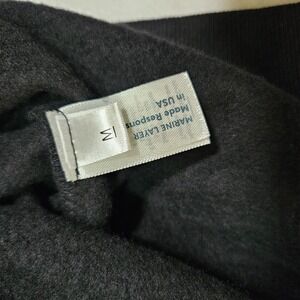 MARINE LAYER
Made Respons
in USA
M